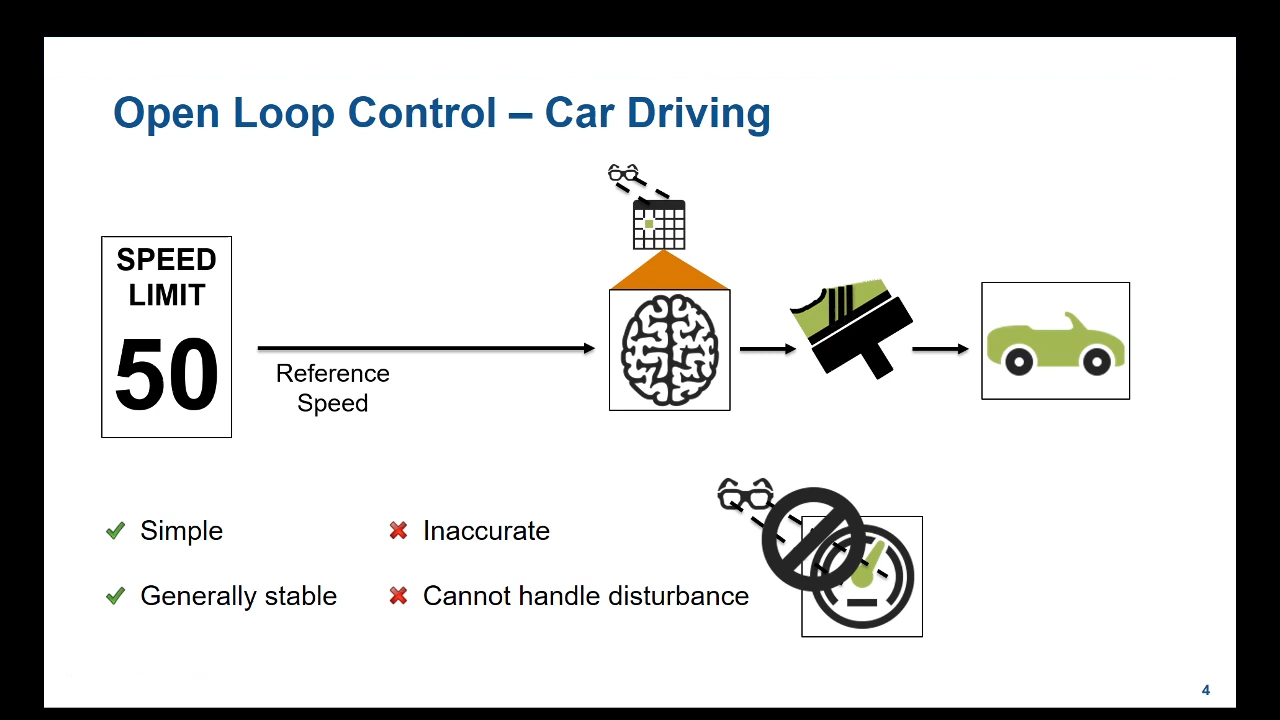 Open Loop Control – Car Driving
SPEED
LIMIT
50
Reference
Speed
Simple
Inaccurate
Generally stable
Cannot handle disturbance
4